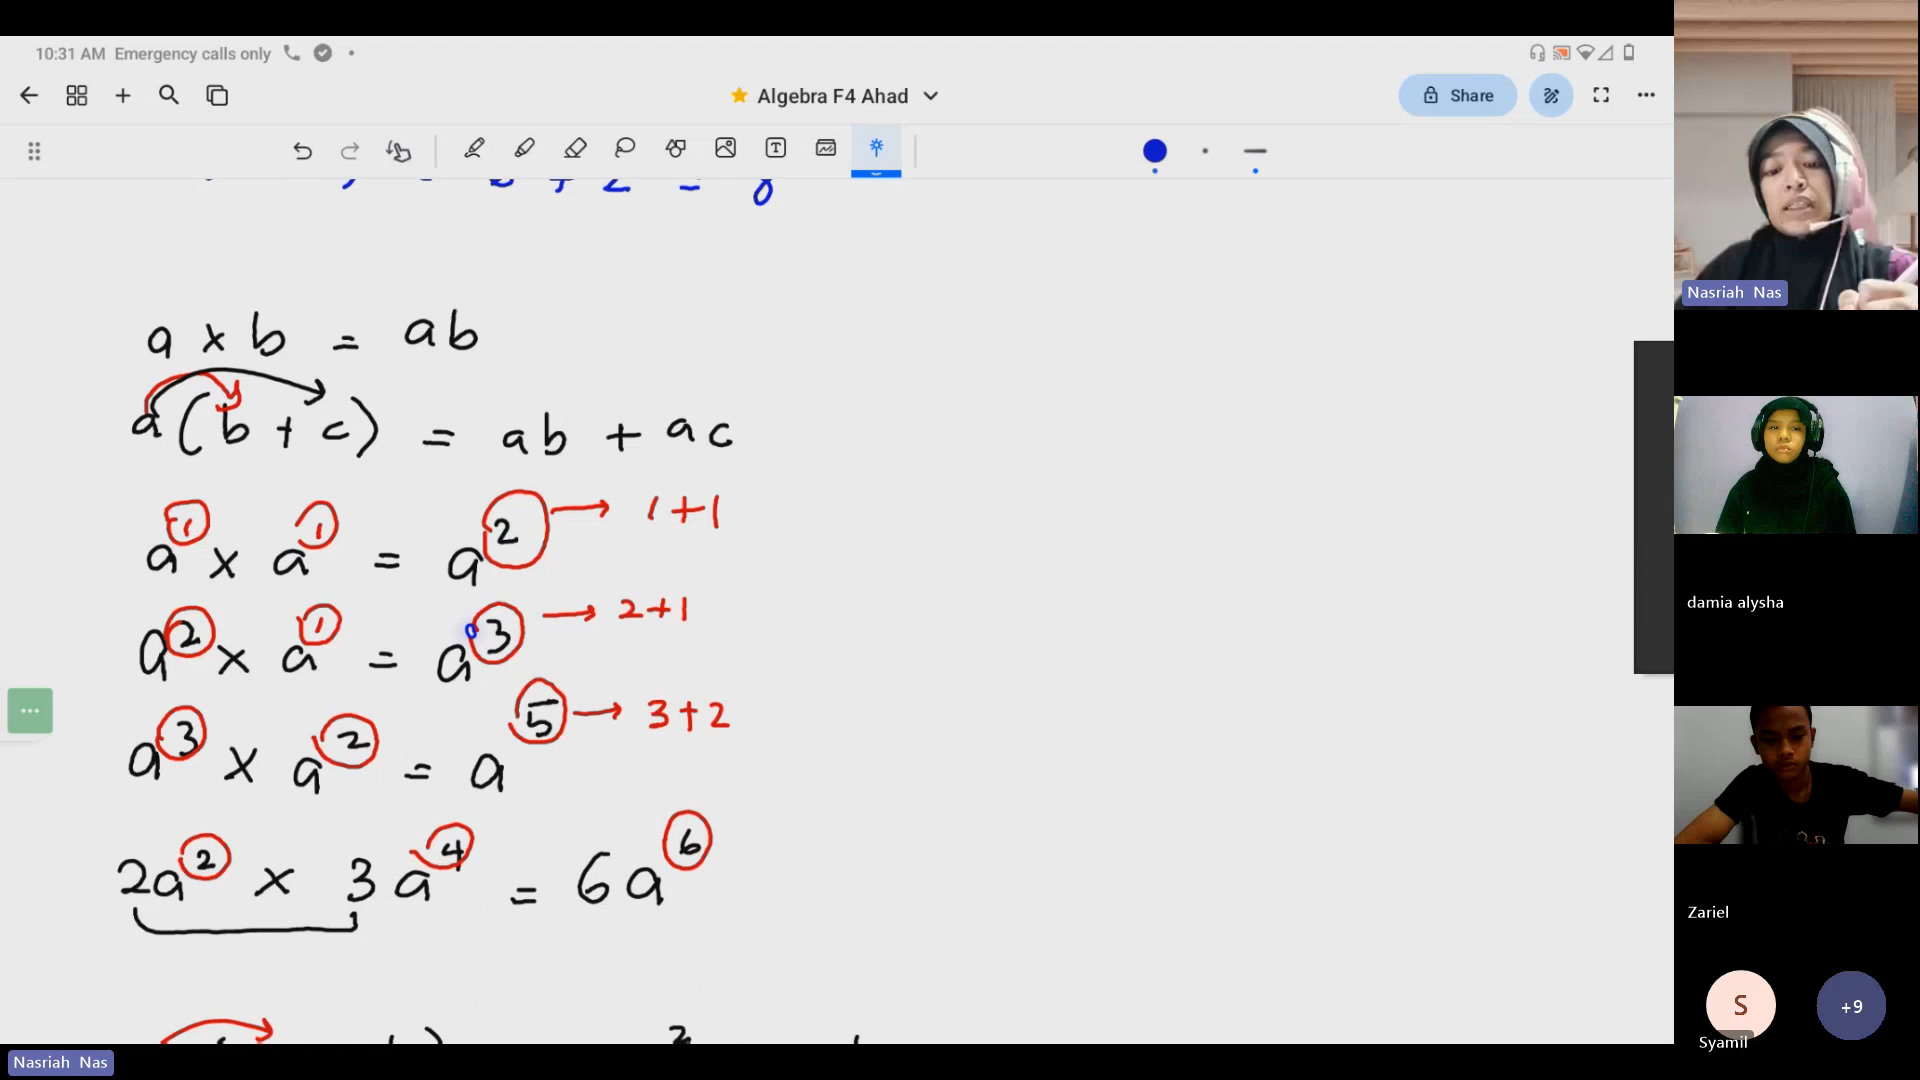 10:31 AM Emergency calls only
Algebra F4 Ahad
Share
a × b = ab
a(b + c) = ab + ac
a¹ × a¹ = a² → 1+1
a² × a¹ = a³ → 2+1
a³ × a² = a⁵ → 3+2
2a² × 3a⁴ = 6a⁶
Nasriah Nas
Nasriah Nas
damia alysha
Zariel
S
Syamil
+9